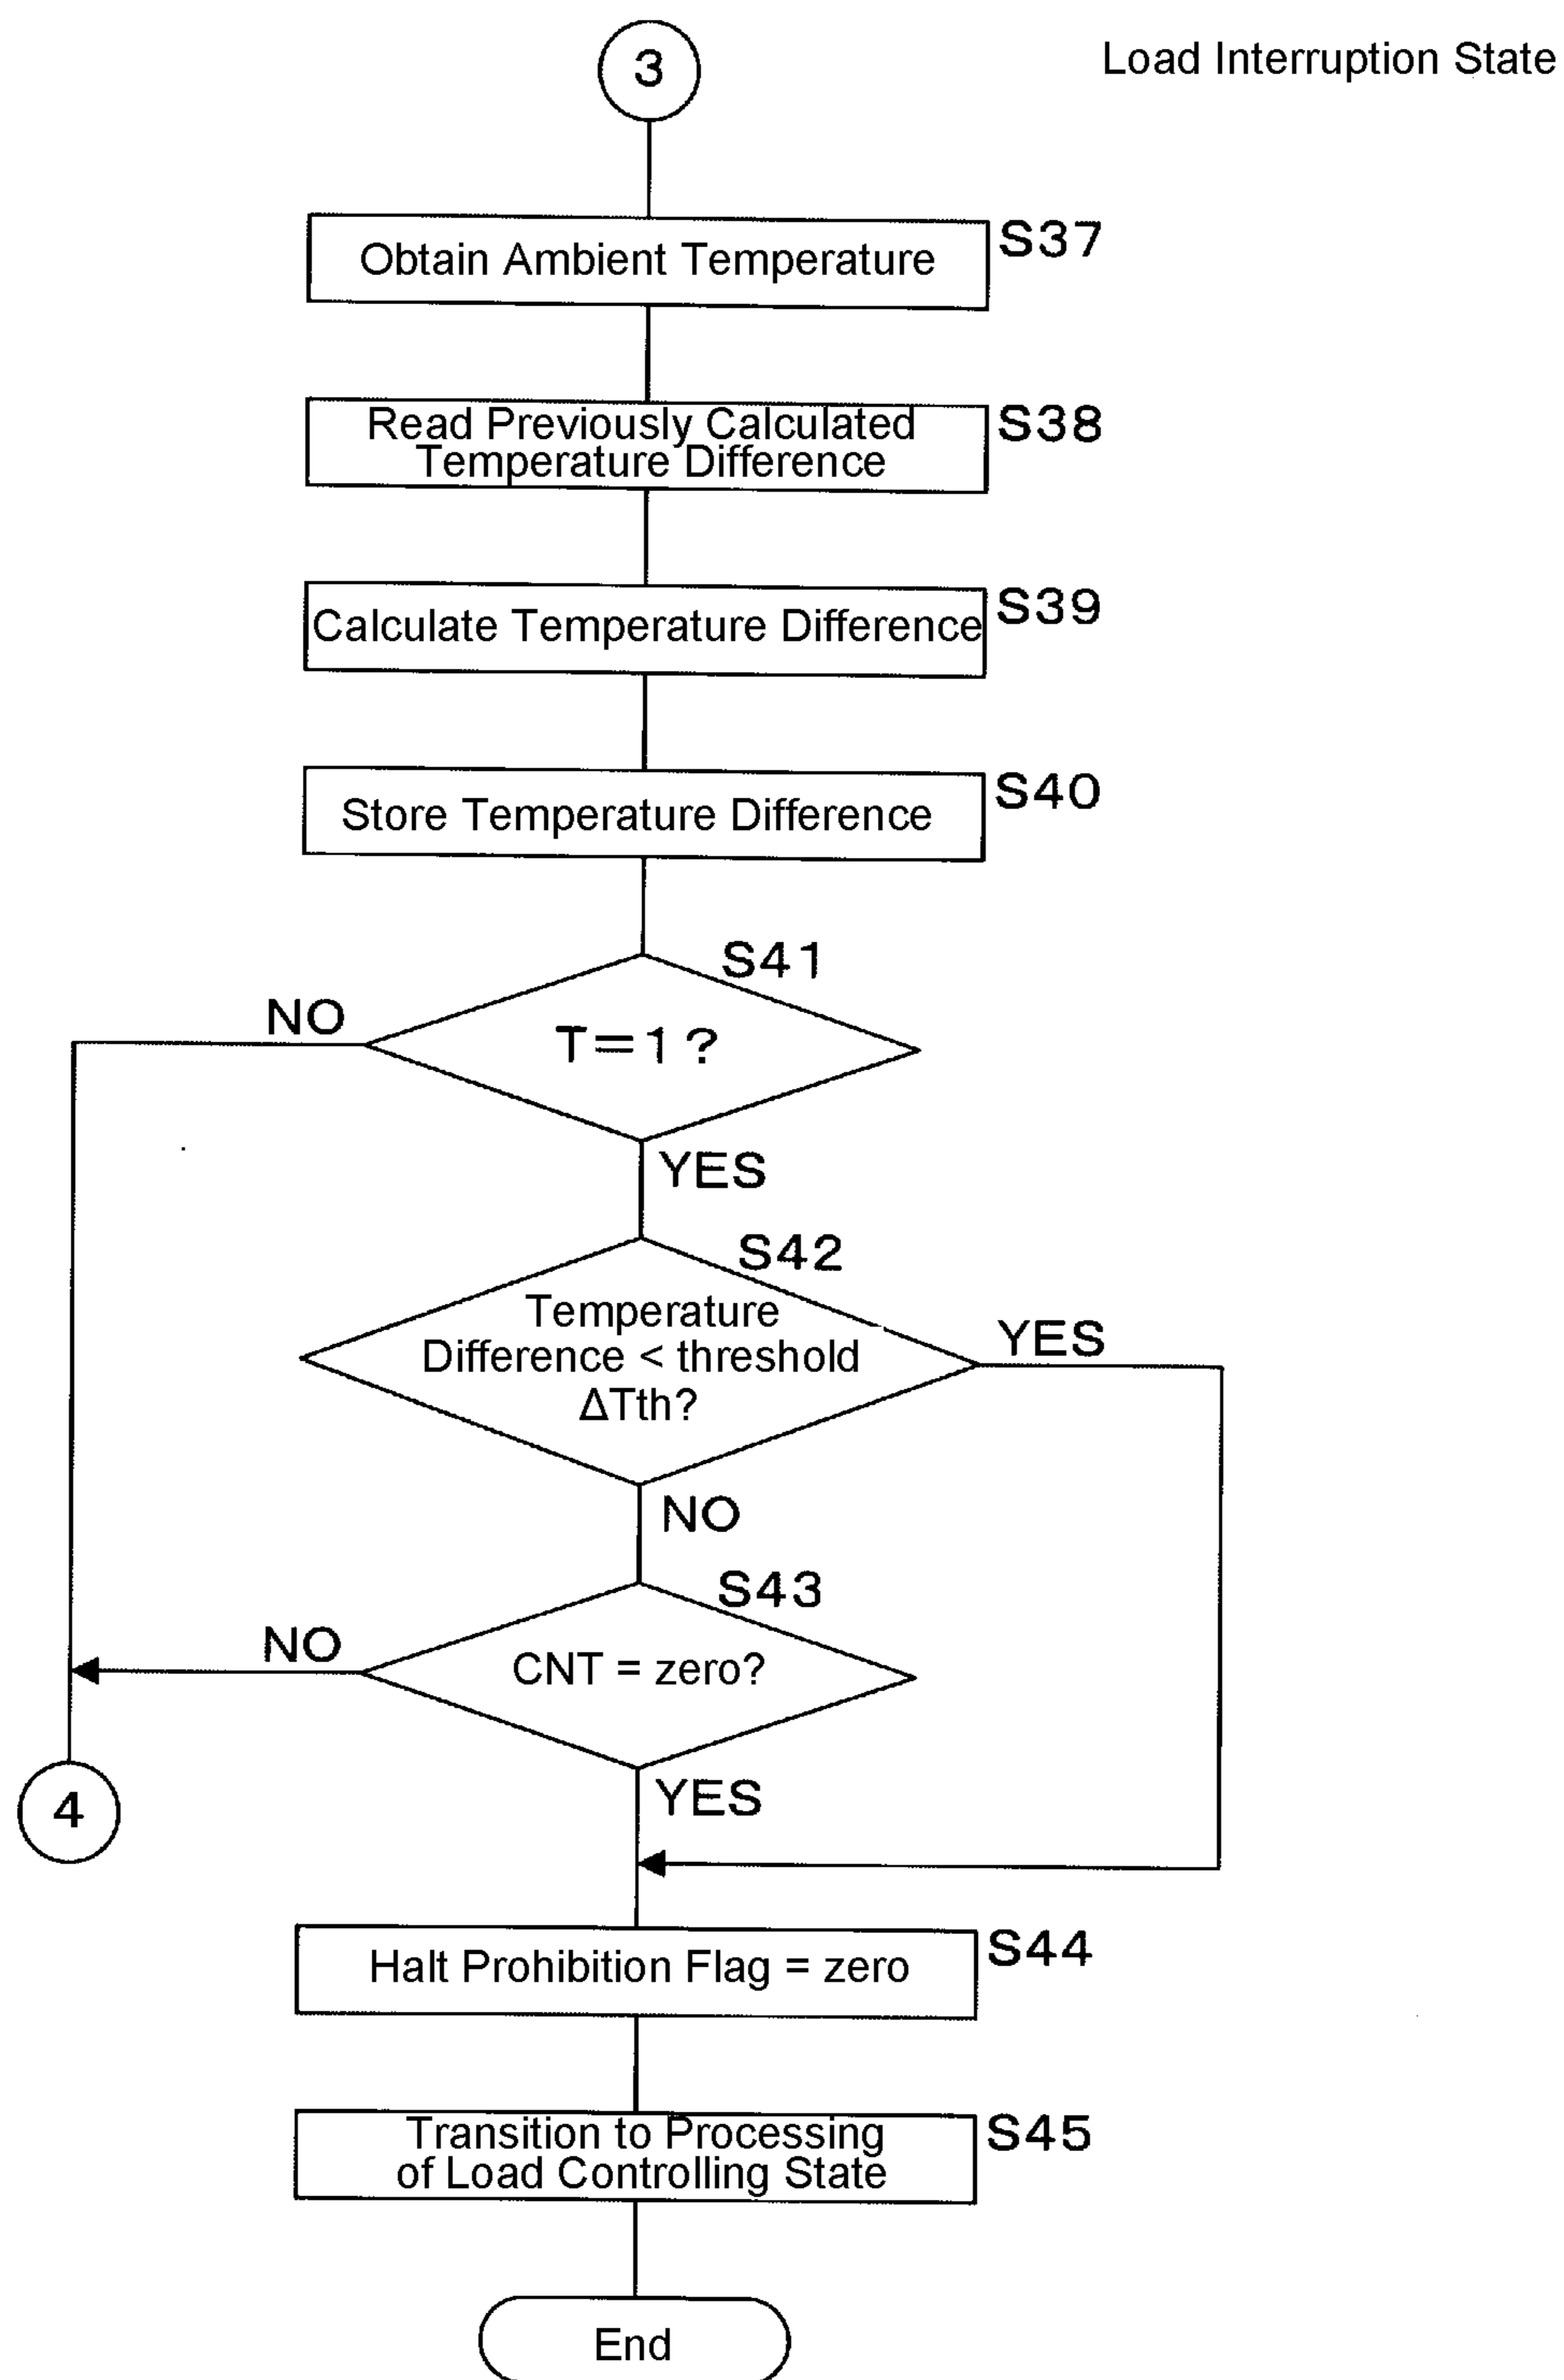 3
Load Interruption State
Obtain Ambient Temperature
S37
Read Previously Calculated
Temperature Difference
S38
Calculate Temperature Difference
S39
Store Temperature Difference
S40
S41
NO
T=1?
YES
S42
Temperature
Difference < threshold
ΔTth?
YES
NO
S43
NO
CNT = zero?
YES
4
Halt Prohibition Flag = zero
S44
Transition to Processing
of Load Controlling State
S45
End